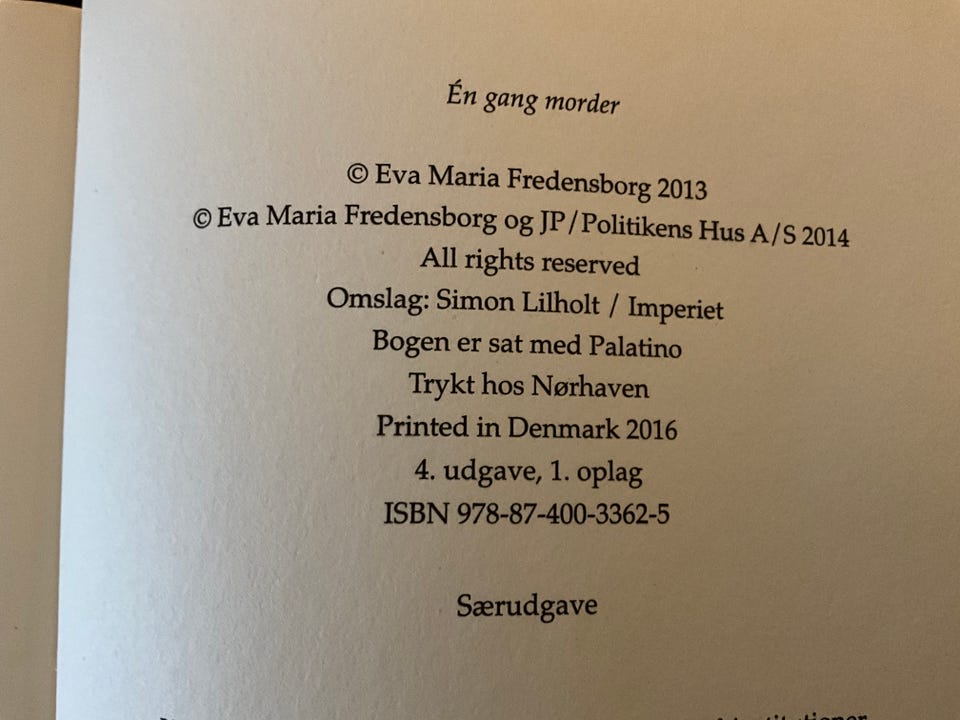 Én gang morder
© Eva Maria Fredensborg 2013
© Eva Maria Fredensborg og JP/Politikens Hus A/S 2014
All rights reserved
Omslag: Simon Lilholt / Imperiet
Bogen er sat med Palatino
Trykt hos Nørhaven
Printed in Denmark 2016
4. udgave, 1. oplag
ISBN 978-87-400-3362-5
Særudgave